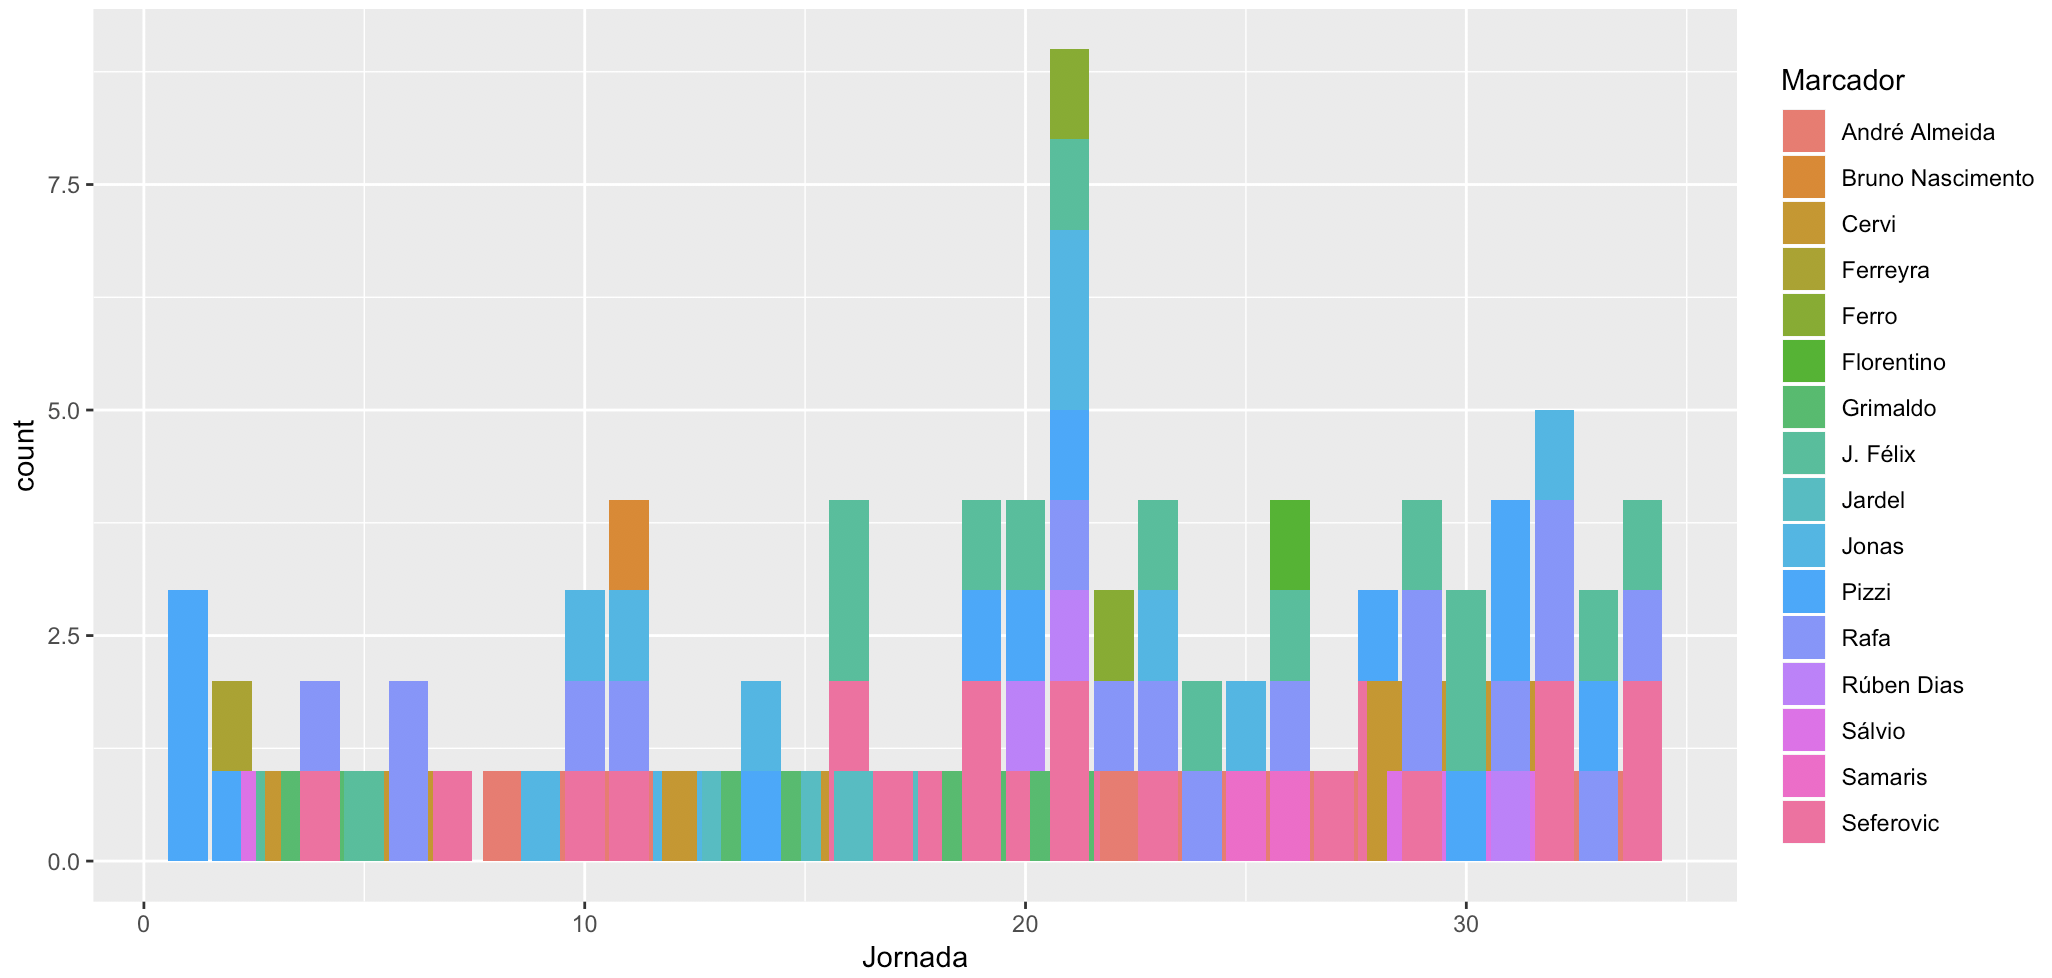 7.5
5.0
2.5
0.0
count
0
10
20
30
Jornada
Marcador
André Almeida
Bruno Nascimento
Cervi
Ferreyra
Ferro
Florentino
Grimaldo
J. Félix
Jardel
Jonas
Pizzi
Rafa
Rúben Dias
Sálvio
Samaris
Seferovic